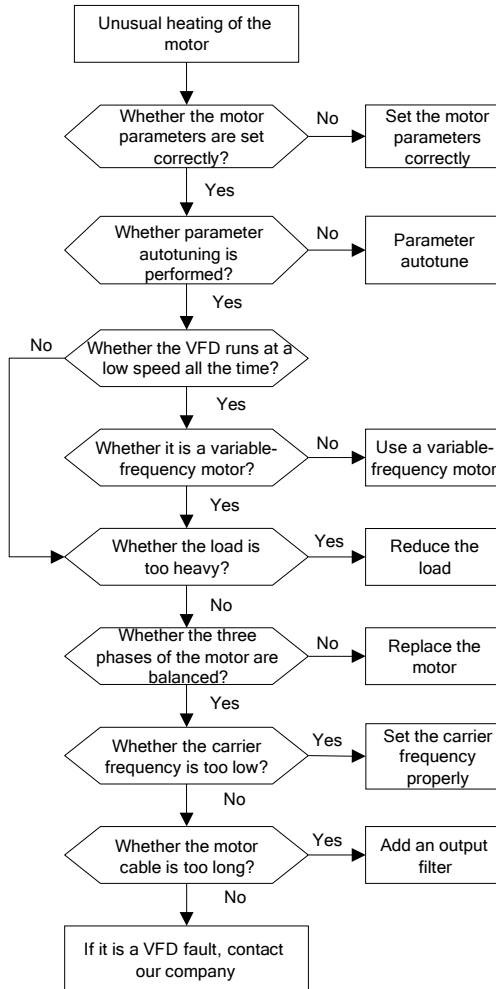 Unusual heating of the
motor
Whether the motor
parameters are set
correctly?
No
Set the motor
parameters
correctly
Yes
Whether parameter
autotuning is
performed?
No
Parameter
autotune
Yes
No
Whether the VFD runs at a
low speed all the time?
Yes
Whether it is a variable-
frequency motor?
No
Use a variable-
frequency motor
Yes
Whether the load is
too heavy?
Yes
Reduce the
load
No
Whether the three
phases of the motor are
balanced?
No
Replace the
motor
Yes
Whether the carrier
frequency is too low?
Yes
Set the carrier
frequency
properly
No
Whether the motor
cable is too long?
Yes
Add an output
filter
No
If it is a VFD fault, contact
our company